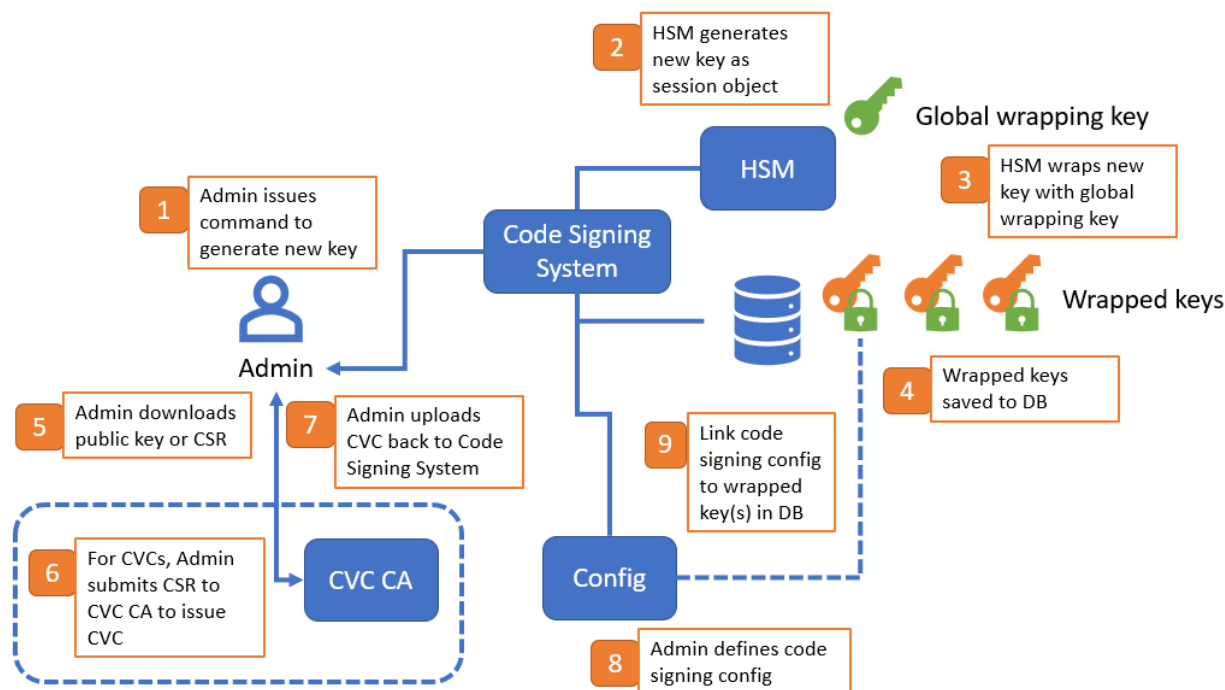 2
HSM generates
new key as
session object
Global wrapping key
HSM
3
HSM wraps new
key with global
wrapping key
1
Admin issues
command to
generate new key
Code Signing
System
Wrapped keys
Admin
4
Wrapped keys
saved to DB
5
Admin downloads
public key or CSR
7
Admin uploads
CVC back to Code
Signing System
9
Link code
signing config
to wrapped
key(s) in DB
6
For CVCs, Admin
submits CSR to
CVC CA to issue
CVC
CVC CA
Config
8
Admin defines code
signing config